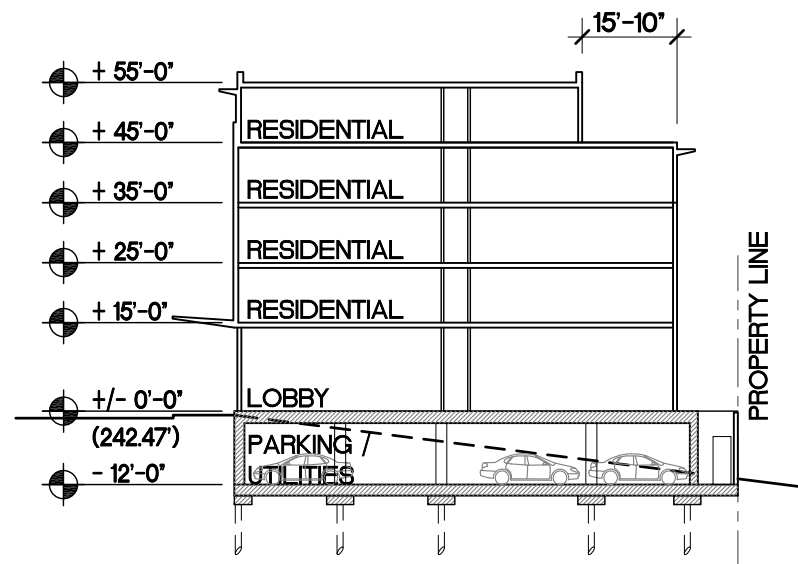 15'-10"
+ 55'-0"
+ 45'-0"
RESIDENTIAL
+ 35'-0"
RESIDENTIAL
+ 25'-0"
RESIDENTIAL
+ 15'-0"
RESIDENTIAL
PROPERTY LINE
+/- 0'-0"
LOBBY
(242.47')
PARKING /
- 12'-0"
UTILITIES